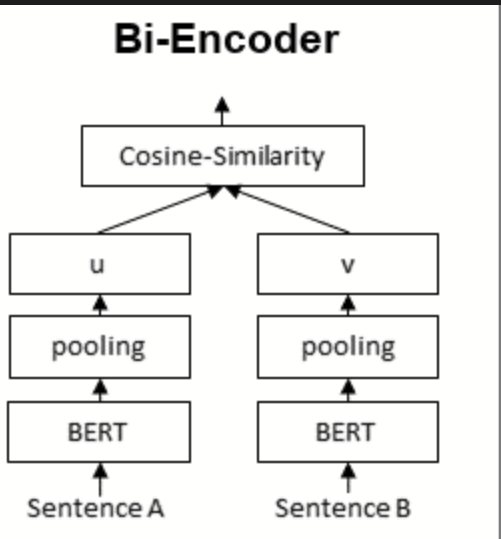 Bi-Encoder
Cosine-Similarity
u v
pooling pooling
BERT BERT
Sentence A Sentence B